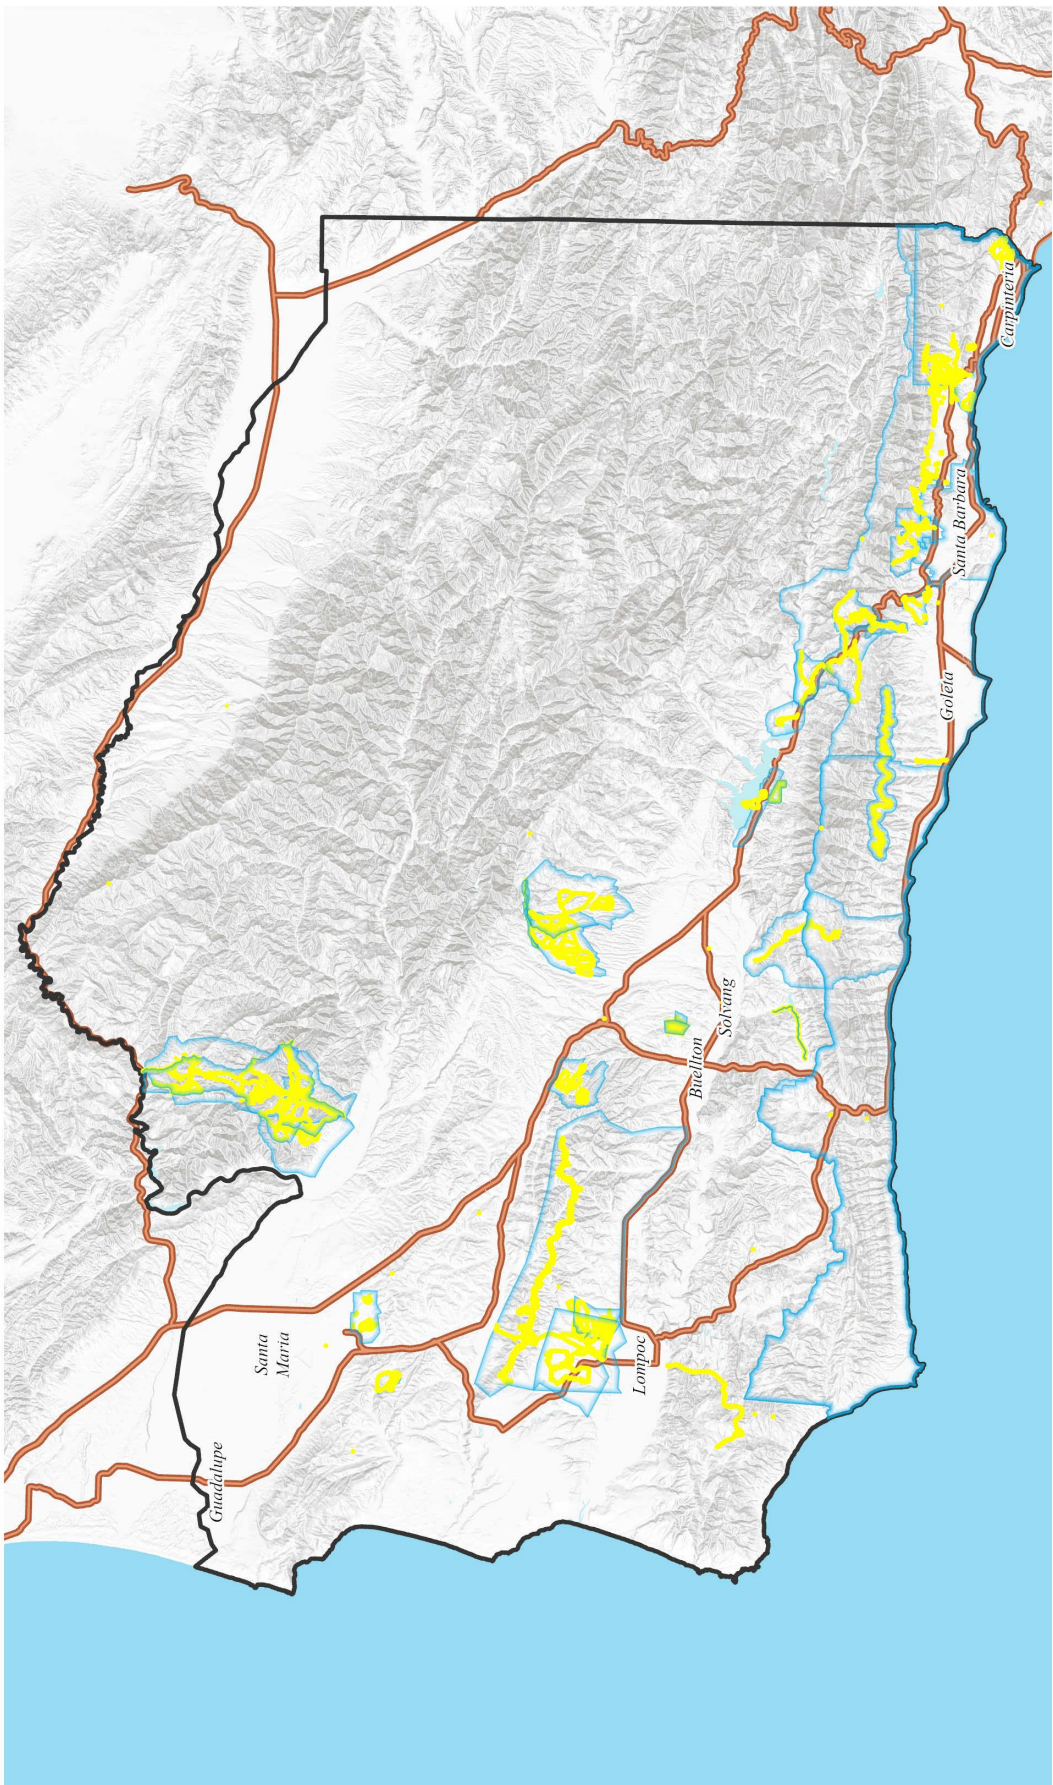 Guadalupe
Santa
Maria
Lompoc
Buellton
Solvang
Goleta
Santa Barbara
Carpinteria